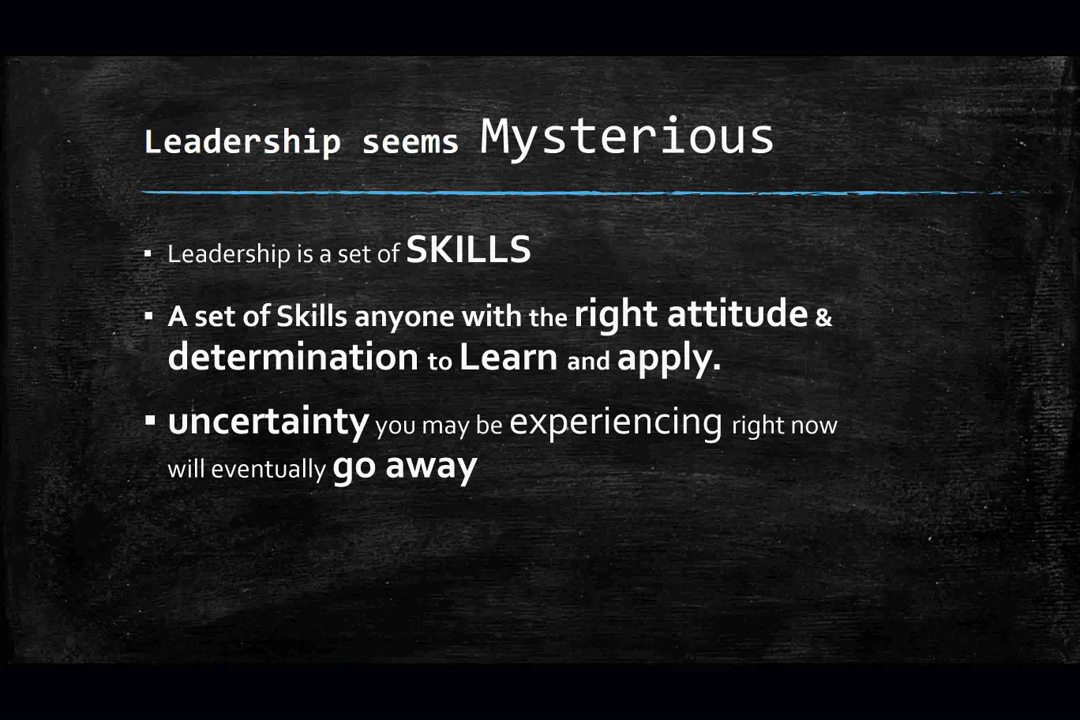 Leadership seems Mysterious
▪ Leadership is a set of SKILLS
▪ A set of Skills anyone with the right attitude &
determination to Learn and apply.
▪ uncertainty you may be experiencing right now
will eventually go away